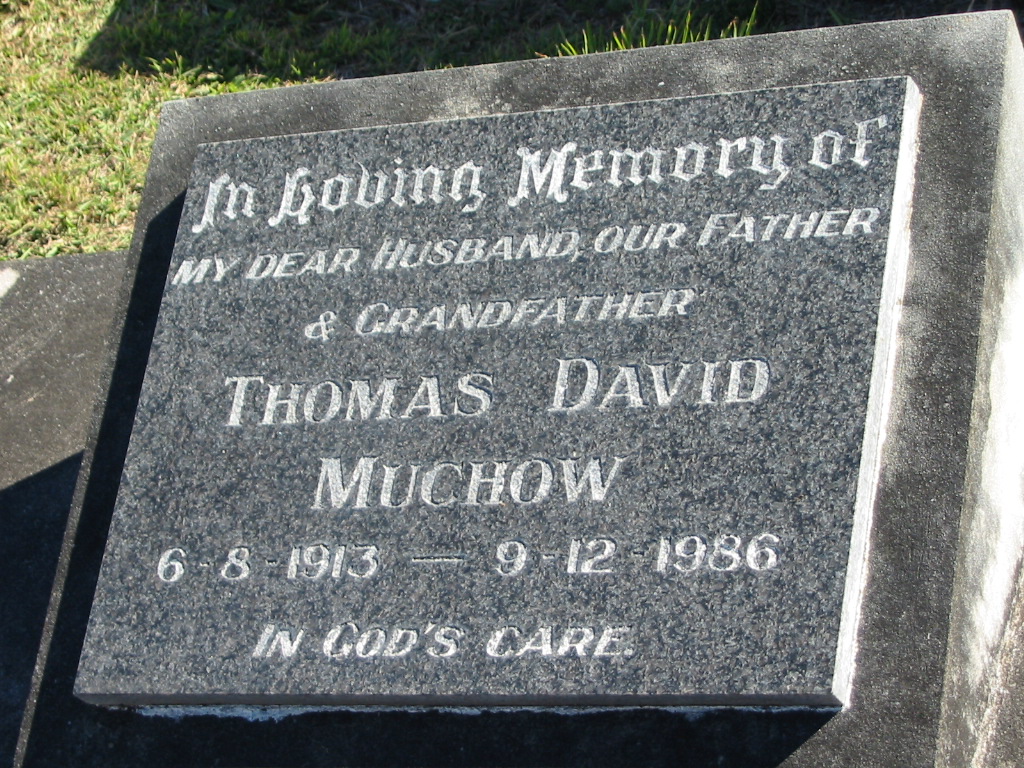 In Loving Memory of
MY DEAR HUSBAND, OUR FATHER
& GRANDFATHER
THOMAS DAVID
MUCHOW
6-8-1913 — 9-12-1986
IN GOD'S CARE.